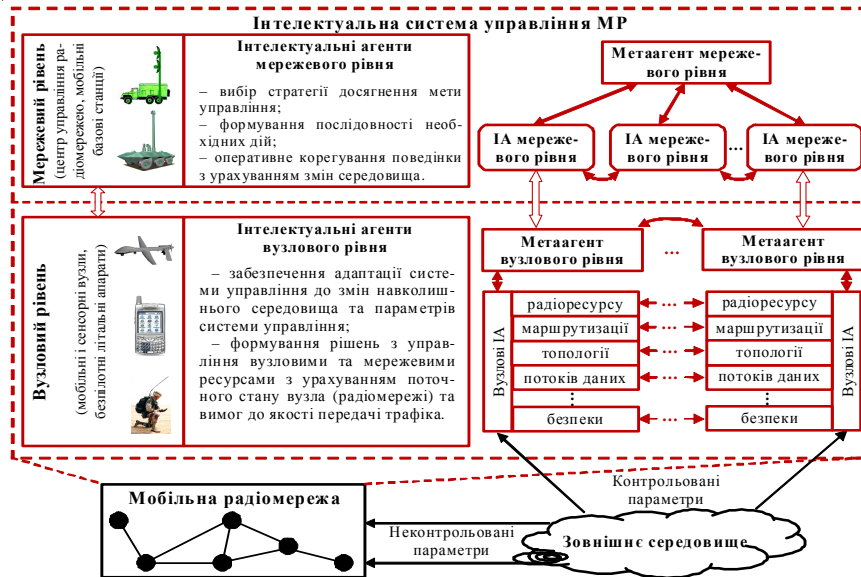 Інтелектуальна система управління МР
Мережевий рівень
(центр управління ра-
діомережею, мобільні
базові станції)
Інтелектуальні агенти
мережевого рівня
– вибір стратегії досягнення мети
управління;
– формування послідовності необ-
хідних дій;
– оперативне корегування поведінки
з урахуванням змін середовища.
Метаагент мереже-
вого рівня
ІА мереже-
вого рівня
ІА мереже-
вого рівня
...
ІА мереже-
вого рівня
Вузловий рівень
(мобільні і сенсорні вузли,
безпілотні літальні апарати)
Інтелектуальні агенти
вузлового рівня
– забезпечення адаптації систе-
ми управління до змін навколиш-
нього середовища та параметрів
системи управління;
– формування рішень з управ-
ління вузловими та мережевими
ресурсами з урахуванням поточ-
ного стану вузла (радіомережі) та
вимог до якості передачі трафіка.
Метаагент
вузлового рівня
...
Метаагент
вузлового рівня
Вузлові ІА
радіоресурсу
маршрутизації
топології
потоків даних
...
безпеки
...
...
...
...
...
радіоресурсу
маршрутизації
топології
потоків даних
...
безпеки
Вузлові ІА
Мобільна радіомережа
Контрольовані
параметри
Неконтрольовані
параметри
Зовнішнє середовище